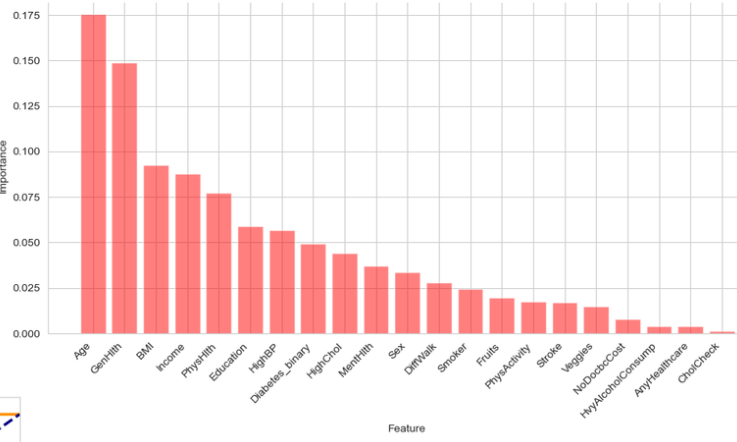 0.175
0.150
0.125
0.100
0.075
0.050
0.025
0.000
Importance
Age
GenHlth
BMI
Income
PhysHlth
Education
HighBP
Diabetes_binary
HighChol
MentHlth
Sex
DiffWalk
Smoker
Fruits
PhysActivity
Stroke
Veggies
NoDocbcCost
HvyAlcoholConsump
AnyHealthcare
CholCheck
Feature